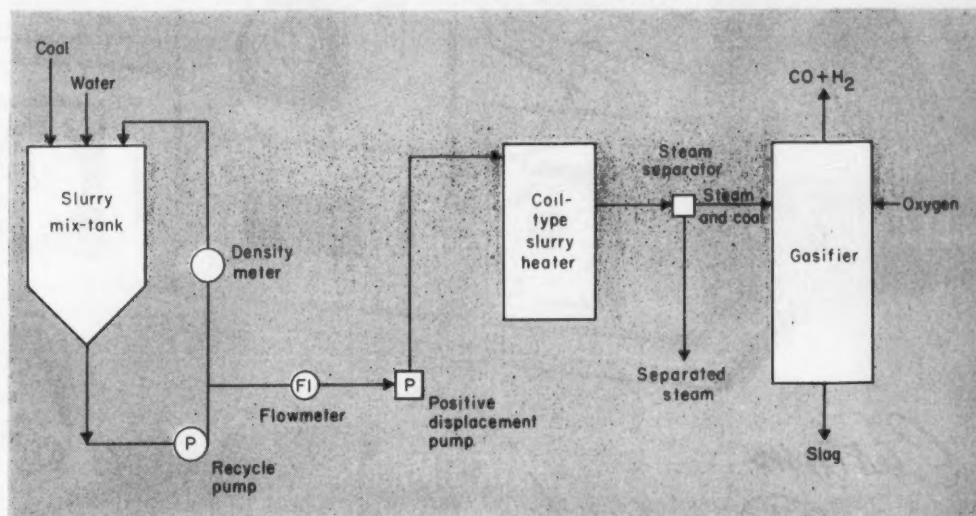 Coal
Water
Slurry
mix-tank
Density
meter
P
Recycle
pump
FI
Flowmeter
P
Positive
displacement
pump
Coil-
type
slurry
heater
Steam
separator
Steam
and coal
Separated
steam
CO + H2
Gasifier
Oxygen
Slag